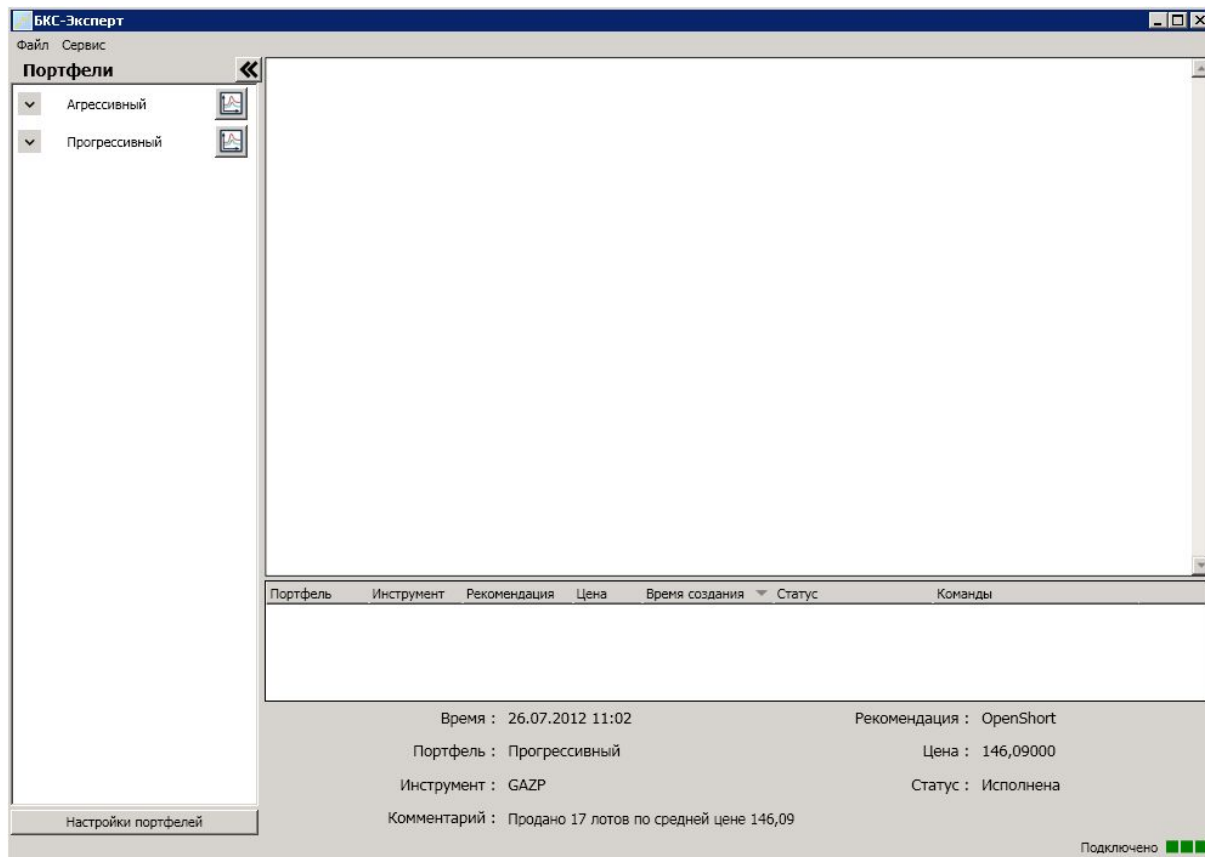 БКС-Эксперт
Файл Сервис
Портфели
Агрессивный
Прогрессивный
Настройки портфелей
Портфель Инструмент Рекомендация Цена Время создания Статус Команды
Время : 26.07.2012 11:02 Рекомендация : OpenShort
Портфель : Прогрессивный Цена : 146,09000
Инструмент : GAZP Статус : Исполнена
Комментарий : Продано 17 лотов по средней цене 146,09
Подключено